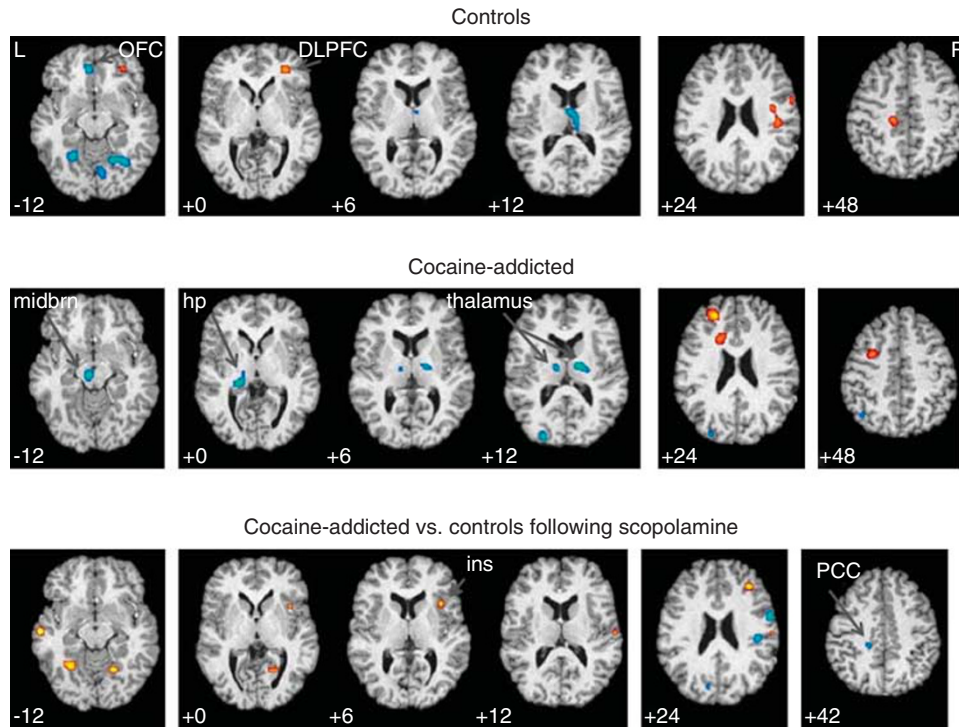 Controls
L OFC DLPFC R
-12 +0 +6 +12 +24 +48
Cocaine-addicted
midbrn hp thalamus
-12 +0 +6 +12 +24 +48
Cocaine-addicted vs. controls following scopolamine
ins PCC
-12 +0 +6 +12 +24 +42